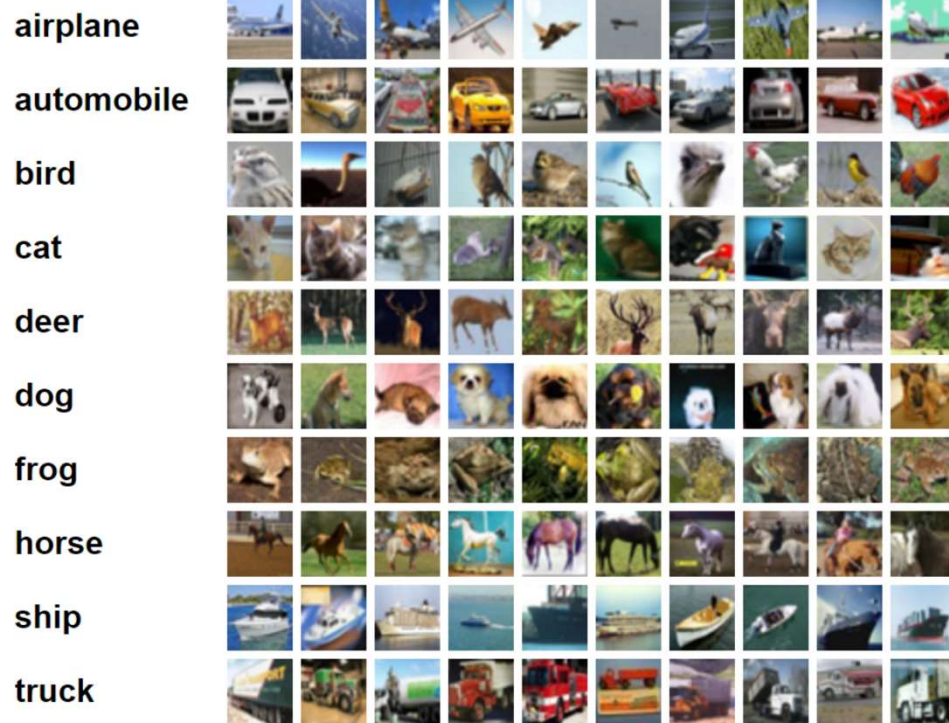 airplane
automobile
bird
cat
deer
dog
frog
horse
ship
truck